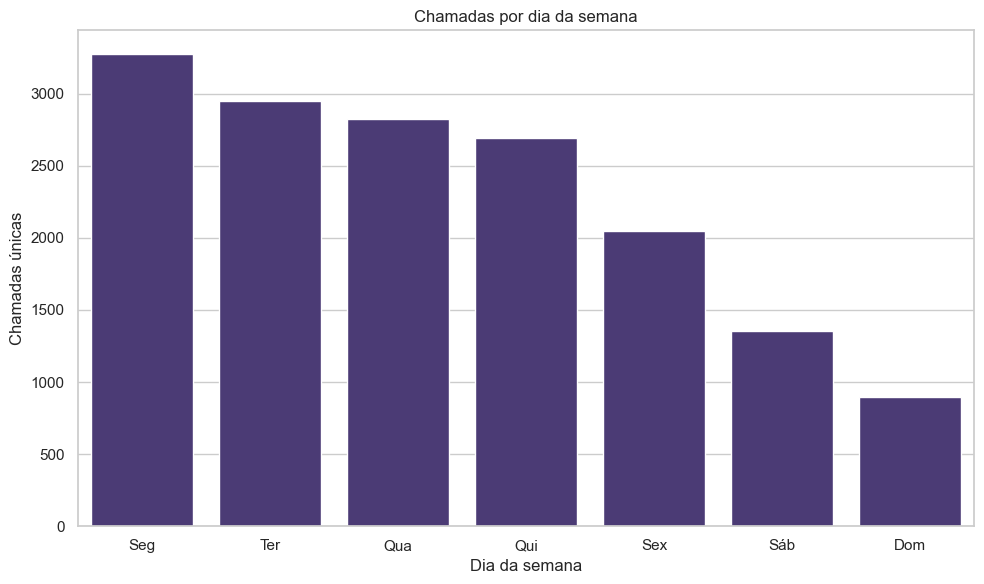 Chamadas por dia da semana
Chamadas únicas
3000
2500
2000
1500
1000
500
0
Seg Ter Qua Qui Sex Sáb Dom
Dia da semana